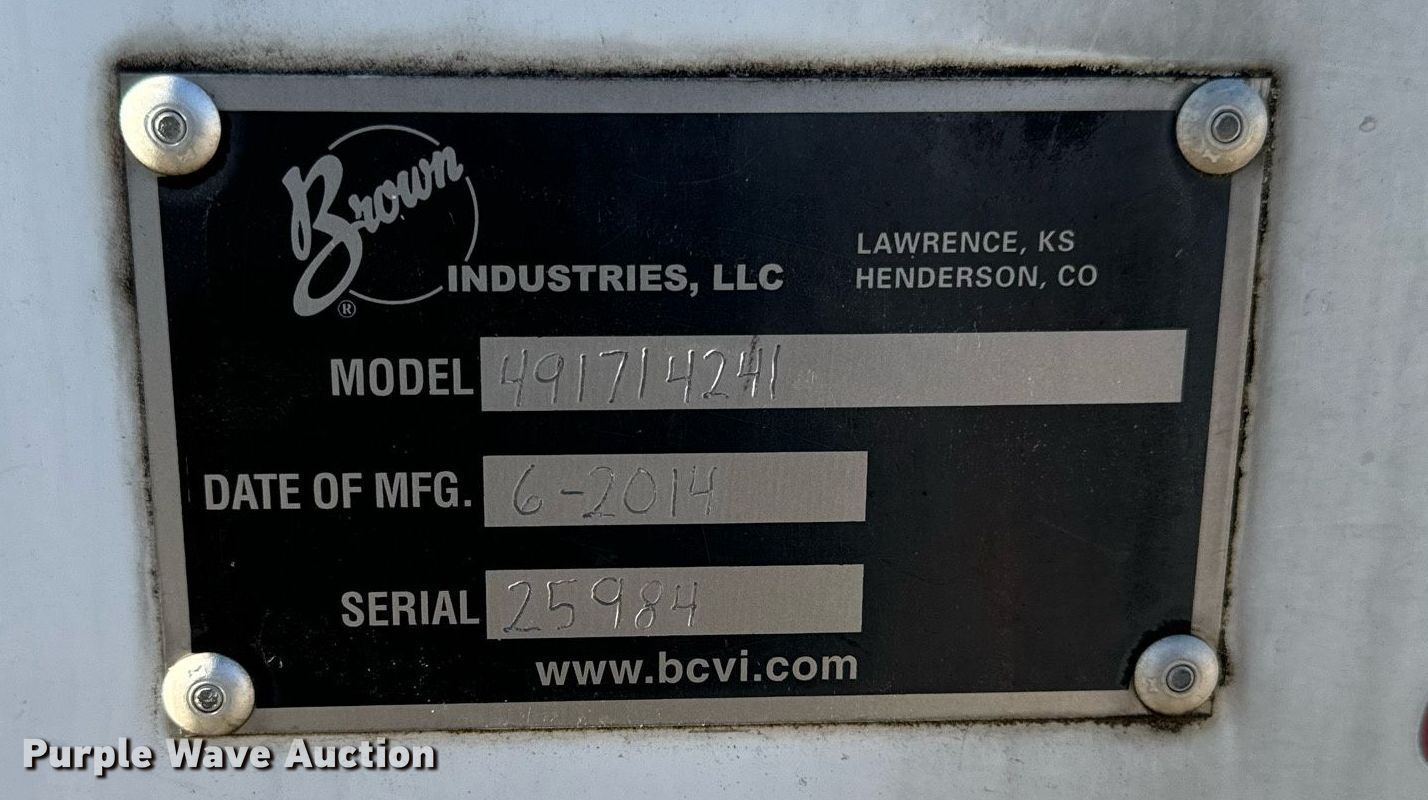 Brown
®
INDUSTRIES, LLC
LAWRENCE, KS
HENDERSON, CO
MODEL 491714241
DATE OF MFG. 6-2014
SERIAL 25984
www.bcvi.com
Purple Wave Auction